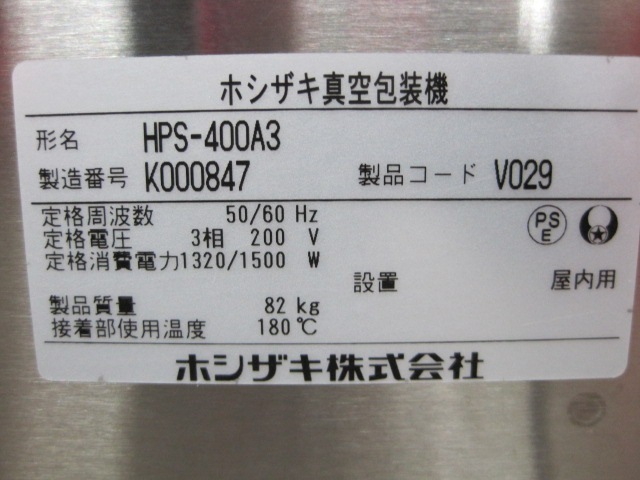 ホシザキ真空包装機
形名 HPS-400A3
製造番号 K000847 製品コード V029
定格周波数 50/60 Hz
定格電圧 3相 200 V
定格消費電力1320/1500 W
PS
E
設置 屋内用
製品質量 82 kg
接着部使用温度 180℃
ホシザキ株式会社